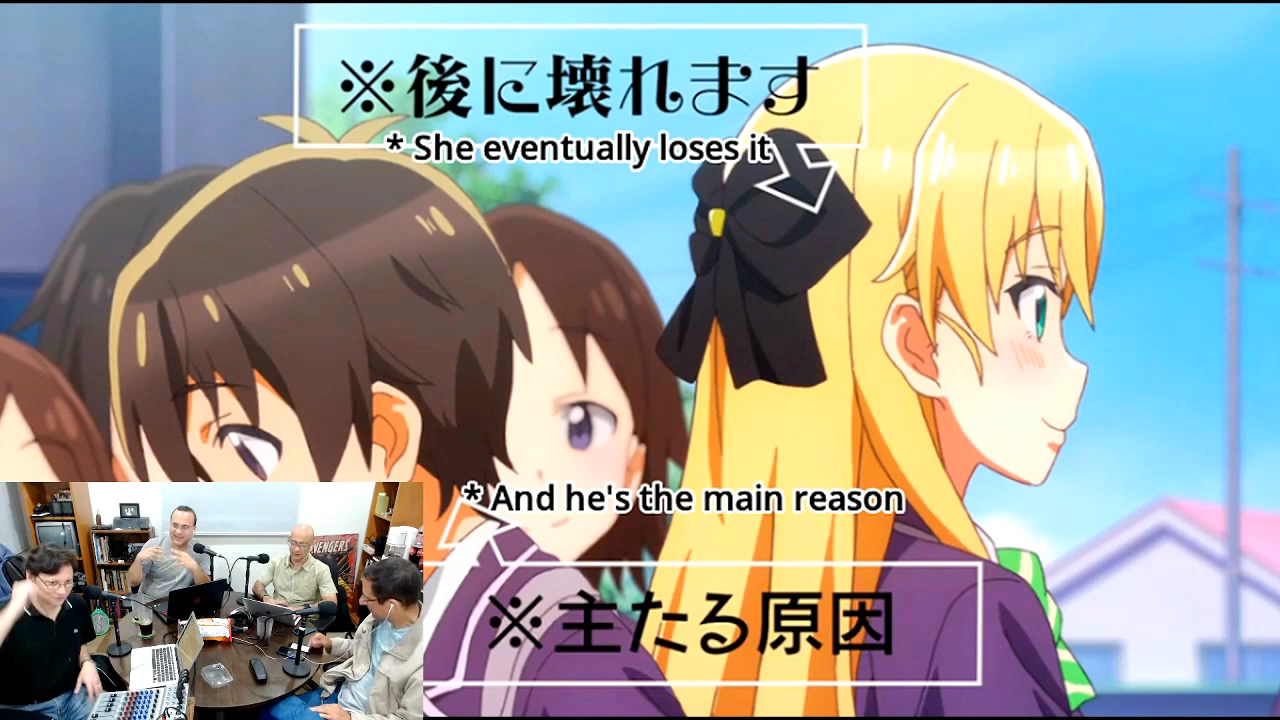 ※後に壊れます
* She eventually loses it
* And he's the main reason
※主たる原因
AVENGERS